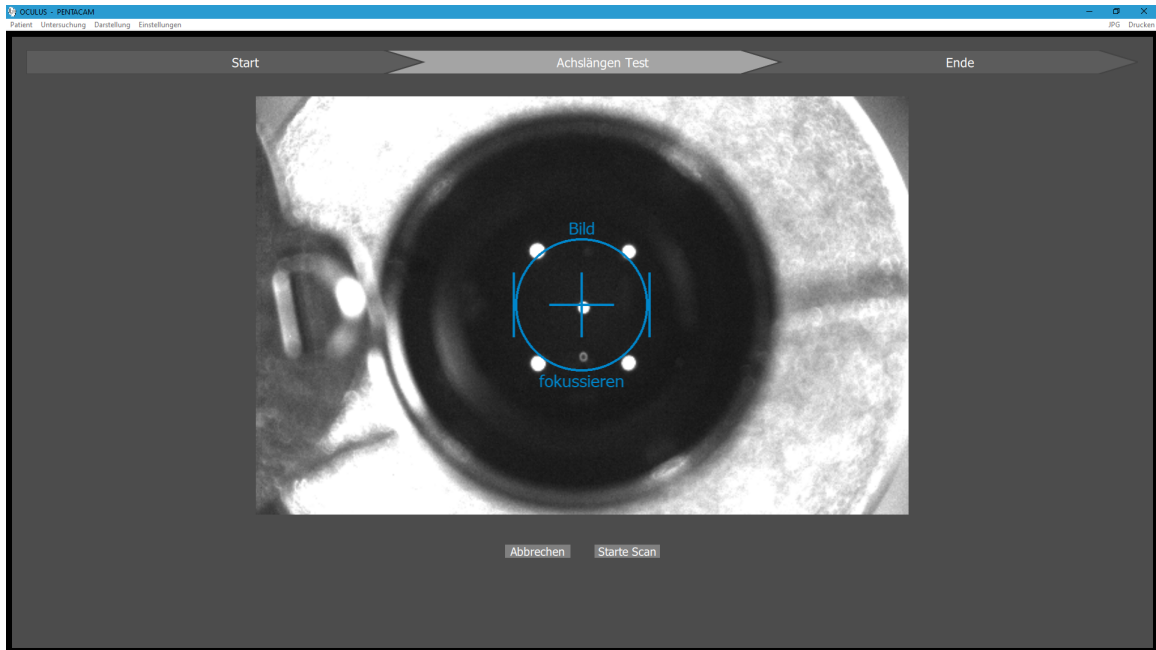 OCULUS - PENTACAM
Patient Untersuchung Darstellung Einstellungen JPG Drucken
Start Achslängen Test Ende
Bild
fokussieren
Abbrechen Starte Scan